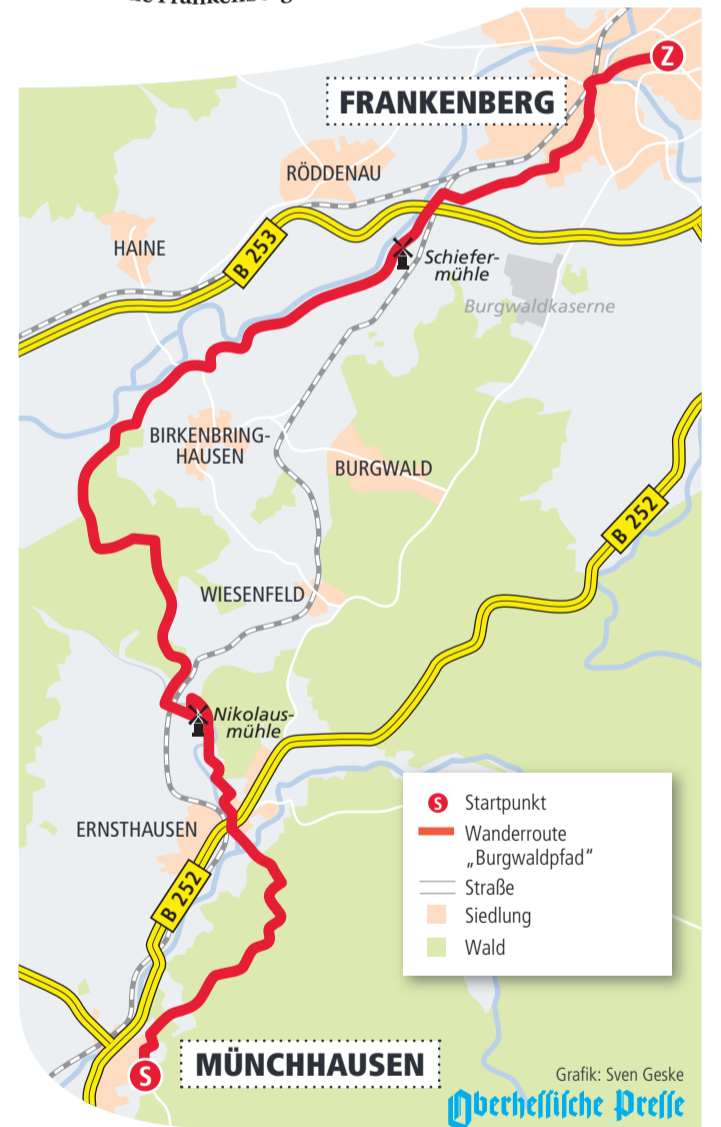 Z
FRANKENBERG
RÖDDENAU
HAINE
B 253
Schiefer-
mühle
Burgwaldkaserne
BIRKENBRING-
HAUSEN
BURGWALD
B 252
WIESENFELD
Nikolaus-
mühle
ERNSTHAUSEN
B 252
S Startpunkt
Wanderroute
„Burgwaldpfad“
Straße
Siedlung
Wald
MÜNCHHAUSEN
S
Grafik: Sven Geske
Oberhessische Presse